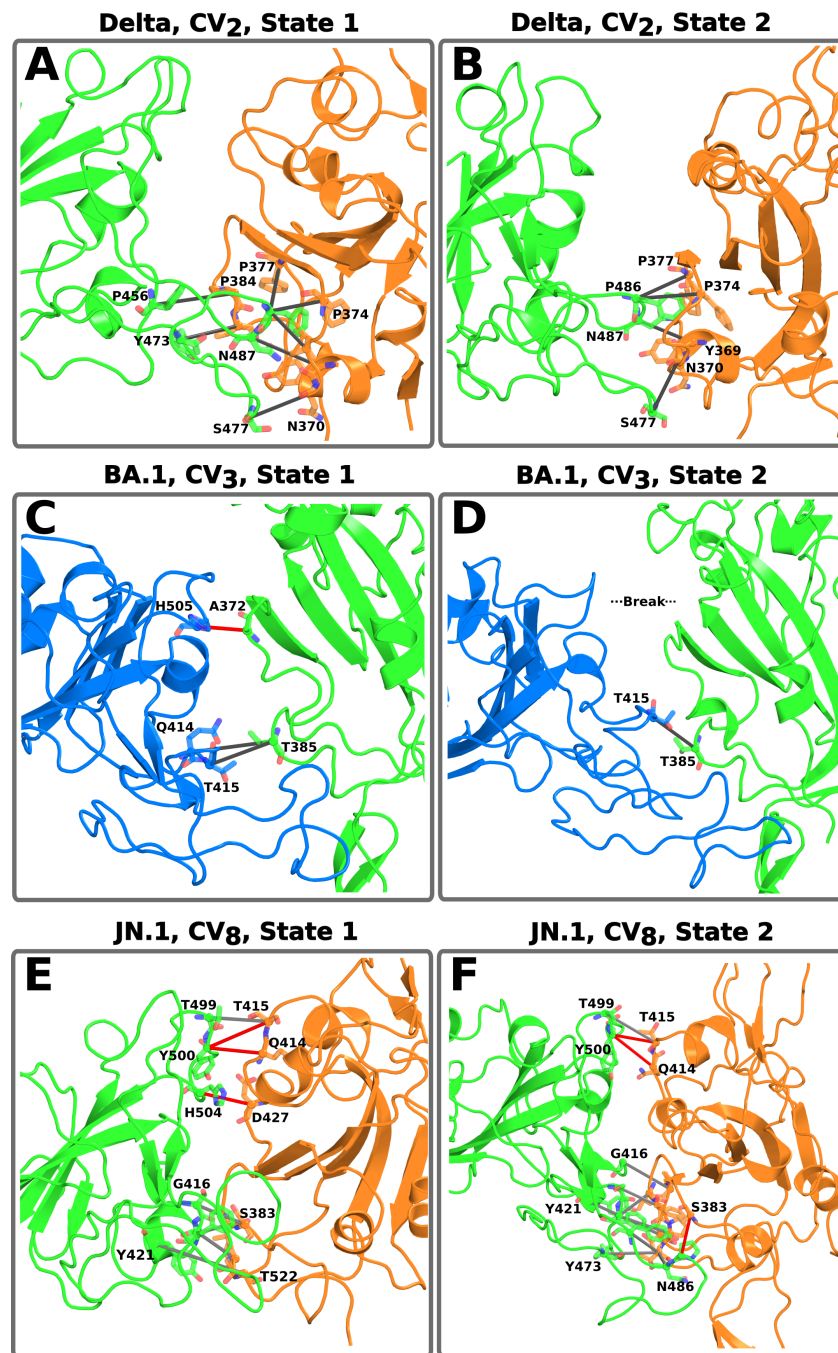 Delta, CV2, State 1
Delta, CV2, State 2
A
P377
P384
P456
P374
Y473
N487
S477
N370
B
P377
P486
P374
N487
Y369
N370
S477
BA.1, CV3, State 1
BA.1, CV3, State 2
C
H505
A372
Q414
T385
T415
D
···Break···
T415
T385
JN.1, CV8, State 1
JN.1, CV8, State 2
E
T499
T415
Y500
Q414
H504
D427
G416
S383
Y421
T522
F
T499
T415
Y500
Q414
G416
Y421
S383
Y473
N486